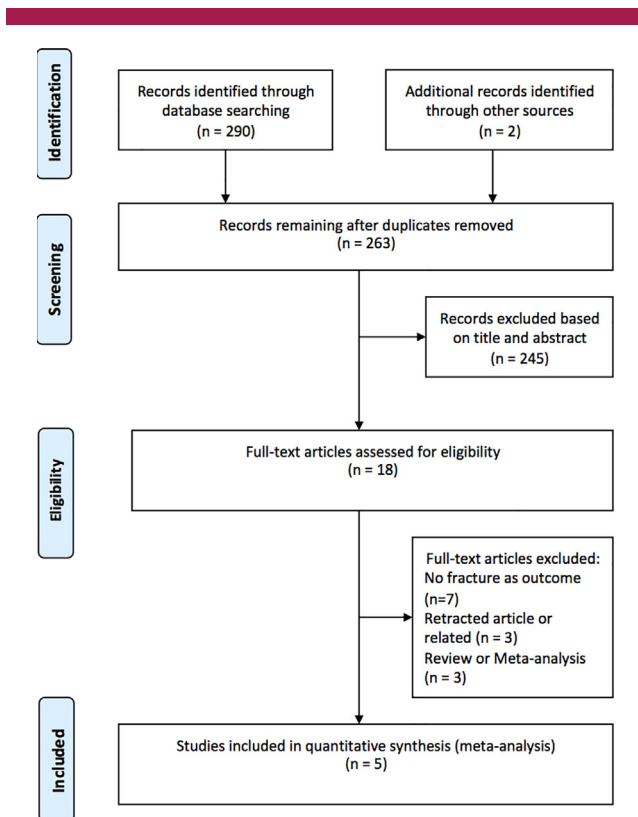 Identification
Records identified through
database searching
(n = 290)
Additional records identified
through other sources
(n = 2)
Screening
Records remaining after duplicates removed
(n = 263)
Records excluded based
on title and abstract
(n = 245)
Eligibility
Full-text articles assessed for eligibility
(n = 18)
Full-text articles excluded:
No fracture as outcome
(n=7)
Retracted article or
related (n = 3)
Review or Meta-analysis
(n = 3)
Included
Studies included in quantitative synthesis (meta-analysis)
(n = 5)